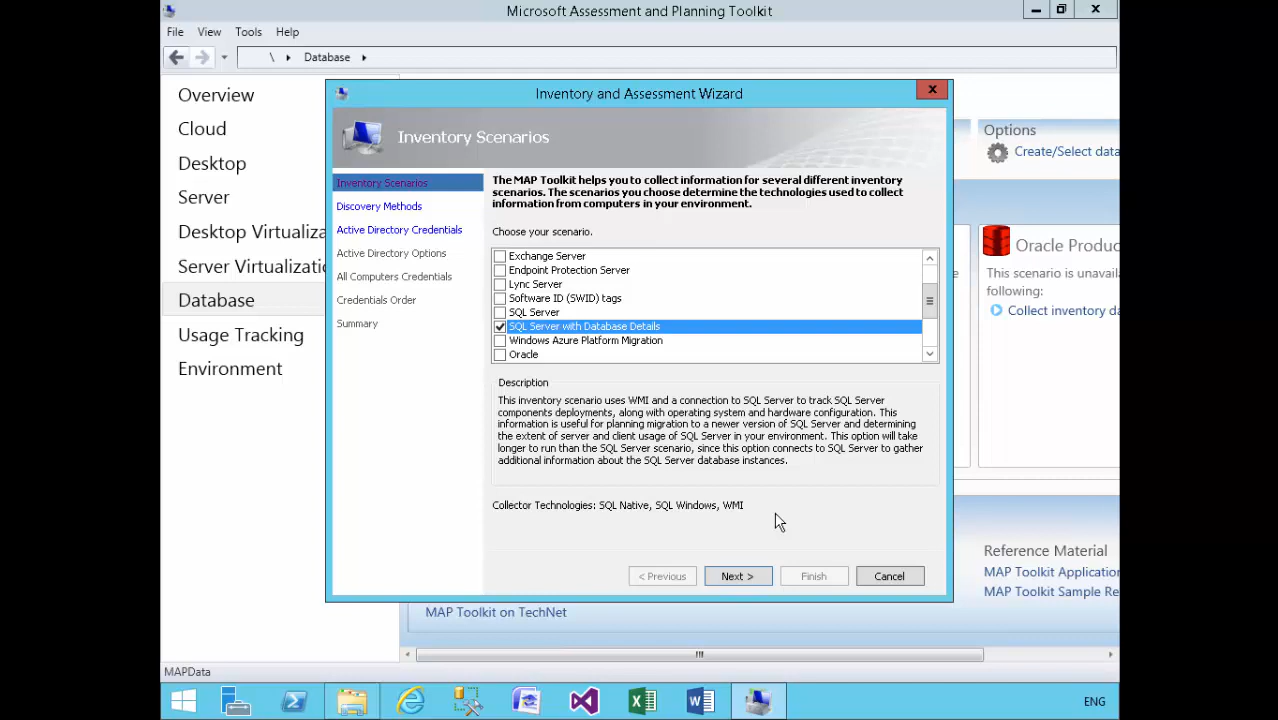 Microsoft Assessment and Planning Toolkit
File View Tools Help
\ Database
Overview
Cloud
Desktop
Server
Desktop Virtualiza
Server Virtualizatio
Database
Usage Tracking
Environment
Inventory and Assessment Wizard
Inventory Scenarios
Inventory Scenarios
Discovery Methods
Active Directory Credentials
Active Directory Options
All Computers Credentials
Credentials Order
Summary
The MAP Toolkit helps you to collect information for several different inventory
scenarios. The scenarios you choose determine the technologies used to collect
information from computers in your environment.
Choose your scenario.
Exchange Server
Endpoint Protection Server
Lync Server
Software ID (SWID) tags
SQL Server
SQL Server with Database Details
Windows Azure Platform Migration
Oracle
Description
This inventory scenario uses WMI and a connection to SQL Server to track SQL Server
components deployments, along with operating system and hardware configuration. This
information is useful for planning migration to a newer version of SQL Server and determining
the extent of server and client usage of SQL Server in your environment. This option will take
longer to run than the SQL Server scenario, since this option connects to SQL Server to gather
additional information about the SQL Server database instances.
Collector Technologies: SQL Native, SQL Windows, WMI
< Previous Next > Finish Cancel
Options
Create/Select data
Oracle Produc
This scenario is unavai
following:
Collect inventory da
Reference Material
MAP Toolkit Application
MAP Toolkit Sample Re
MAP Toolkit on TechNet
MAPData
ENG